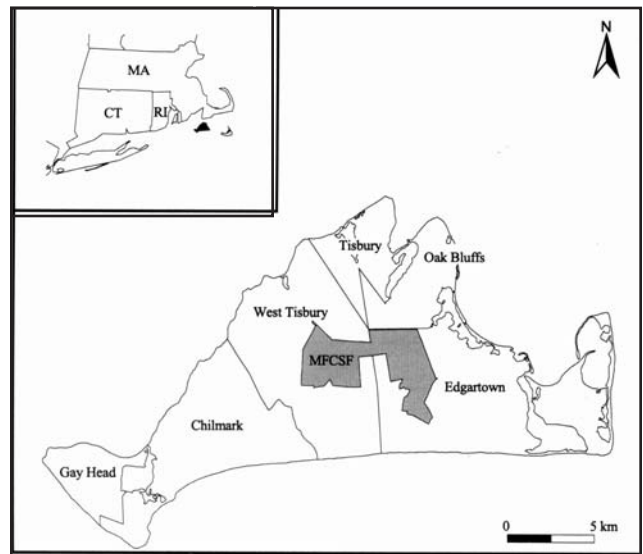 MA
CT
RI
N
Tisbury
Oak Bluffs
West Tisbury
MFCSF
Edgartown
Chilmark
Gay Head
0
5 km